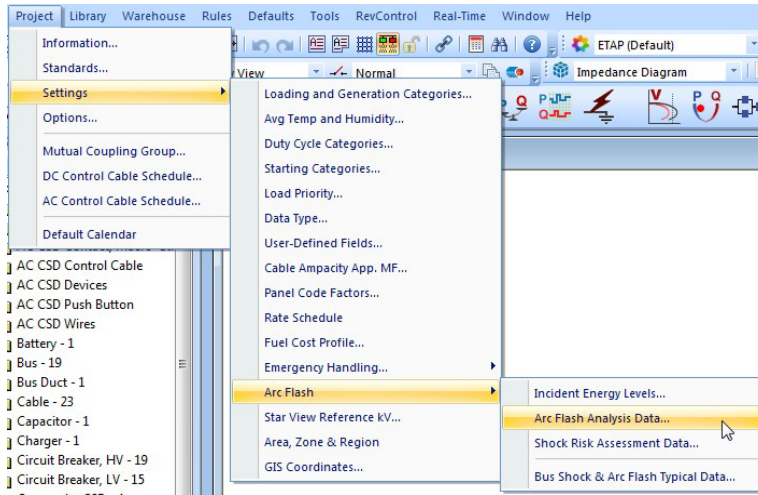 Project Library Warehouse Rules Defaults Tools RevControl Real-Time Window Help
Information...
ETAP (Default)
Standards...
View Normal Impedance Diagram
Settings
Loading and Generation Categories...
Options...
Avg Temp and Humidity...
Duty Cycle Categories...
Mutual Coupling Group...
Starting Categories...
DC Control Cable Schedule...
Load Priority...
AC Control Cable Schedule...
Data Type...
Default Calendar
User-Defined Fields...
AC CSD Control Cable
Cable Ampacity App. MF...
AC CSD Devices
Panel Code Factors...
AC CSD Push Button
Rate Schedule
AC CSD Wires
Fuel Cost Profile...
Battery - 1
Bus - 19
Emergency Handling...
Bus Duct - 1
Arc Flash
Incident Energy Levels...
Cable - 23
Star View Reference kV...
Arc Flash Analysis Data...
Capacitor - 1
Area, Zone & Region
Shock Risk Assessment Data...
Charger - 1
Circuit Breaker, HV - 19
GIS Coordinates...
Bus Shock & Arc Flash Typical Data...
Circuit Breaker, LV - 15